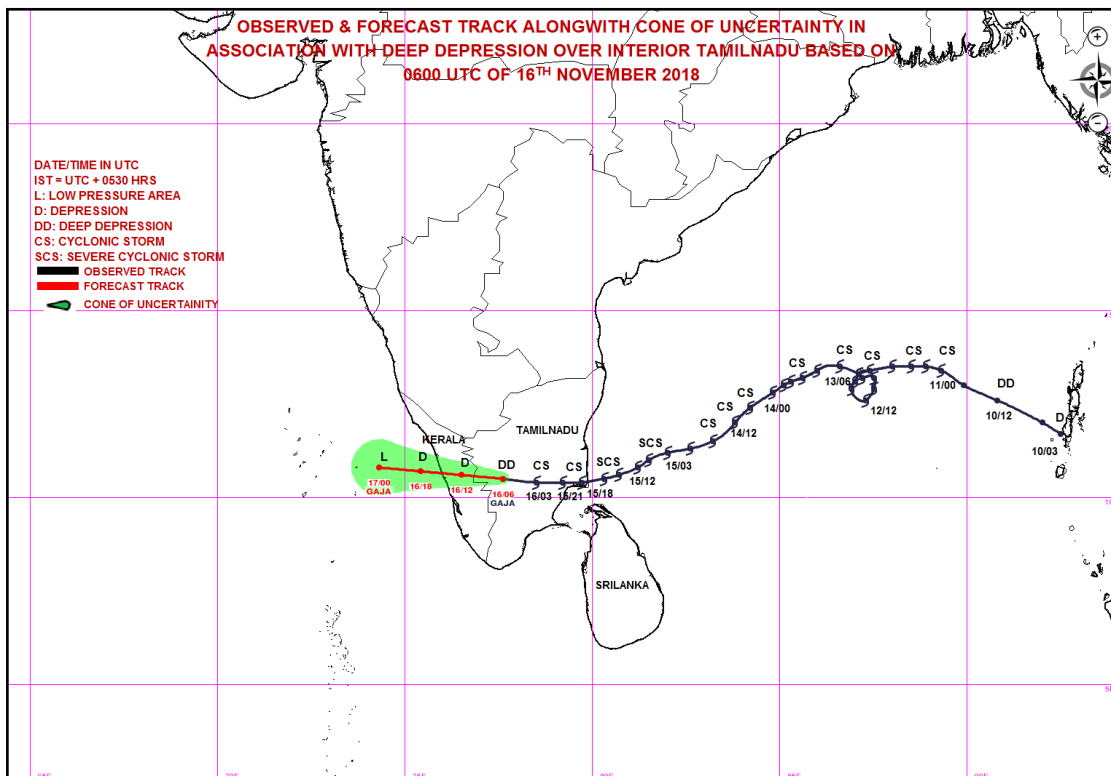 OBSERVED & FORECAST TRACK ALONGWITH CONE OF UNCERTAINTY IN
ASSOCIATION WITH DEEP DEPRESSION OVER INTERIOR TAMILNADU BASED ON
0600 UTC OF 16TH NOVEMBER 2018
DATE/TIME IN UTC
IST = UTC + 0530 HRS
L: LOW PRESSURE AREA
D: DEPRESSION
DD: DEEP DEPRESSION
CS: CYCLONIC STORM
SCS: SEVERE CYCLONIC STORM
OBSERVED TRACK
FORECAST TRACK
CONE OF UNCERTAINITY
CS
CS
CS
CS
CS
13/06
11/00
DD
14/00
12/12
10/12
CS
CS
14/12
D
10/03
TAMILNADU
KERALA
CS
SCS
15/03
L
D
D
DD
CS
CS
SCS
15/12
17/00
GAJA
16/18
16/12
16/06
GAJA
16/03
15/21
15/18
SRILANKA